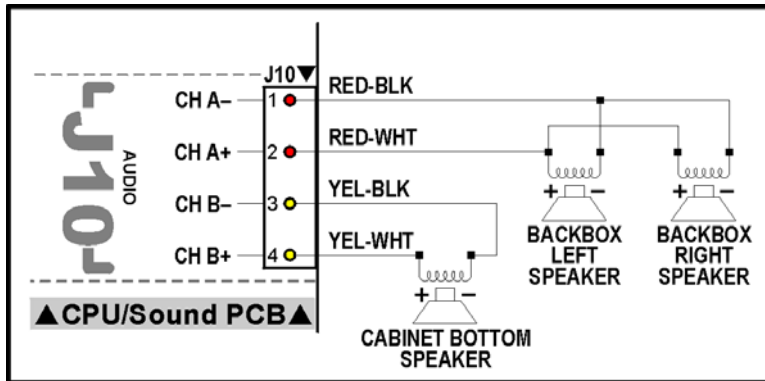 J10▼
CH A– 1 RED-BLK
CH A+ 2 RED-WHT
CH B– 3 YEL-BLK
CH B+ 4 YEL-WHT
J10
AUDIO
+ –
BACKBOX
LEFT
SPEAKER
+ –
BACKBOX
RIGHT
SPEAKER
+ –
CABINET BOTTOM
SPEAKER
▲CPU/Sound PCB▲